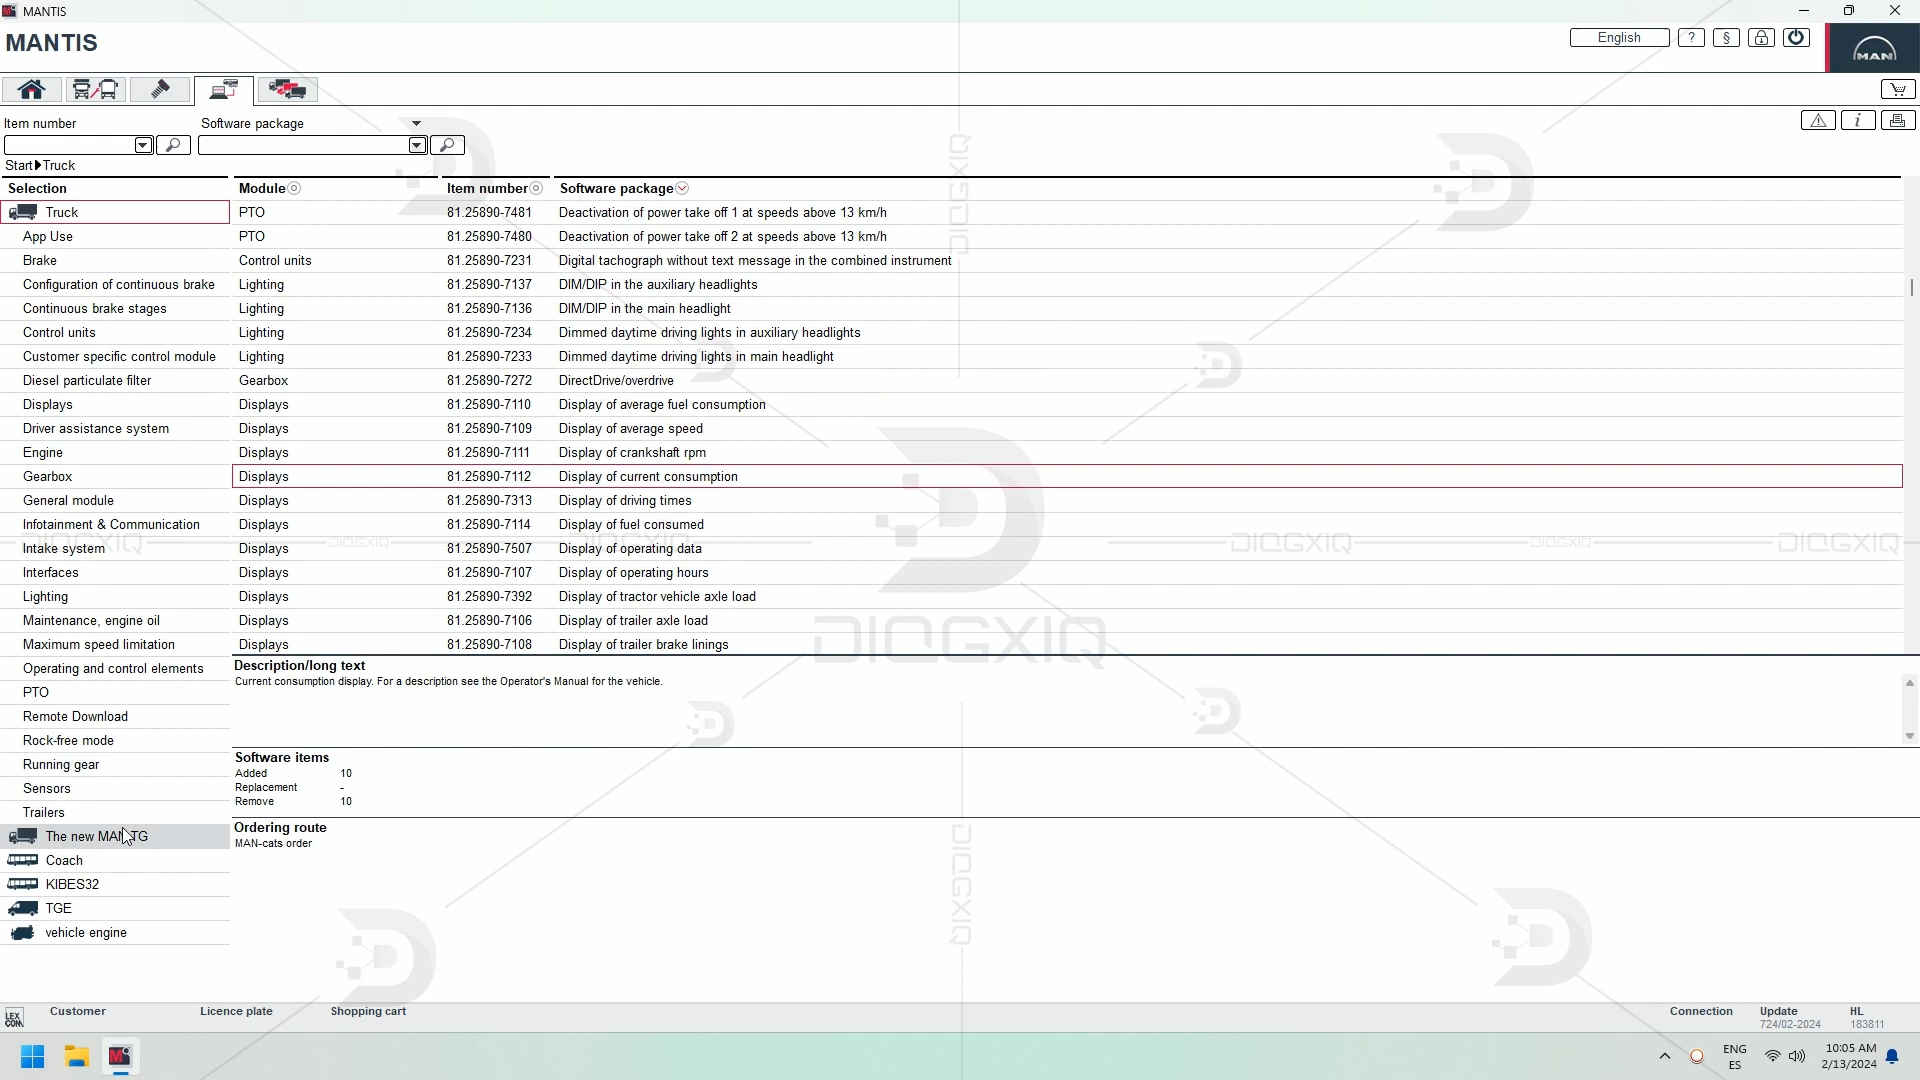 MANTIS
MANTIS
English
?
§
MAN
Item number
Software package
i
Start Truck
Selection
Module
Item number
Software package
Truck
PTO
81.25890-7481
Deactivation of power take off 1 at speeds above 13 km/h
App Use
PTO
81.25890-7480
Deactivation of power take off 2 at speeds above 13 km/h
Brake
Control units
81.25890-7231
Digital tachograph without text message in the combined instrument
Configuration of continuous brake
Lighting
81.25890-7137
DIM/DIP in the auxiliary headlights
Continuous brake stages
Lighting
81.25890-7136
DIM/DIP in the main headlight
Control units
Lighting
81.25890-7234
Dimmed daytime driving lights in auxiliary headlights
Customer specific control module
Lighting
81.25890-7233
Dimmed daytime driving lights in main headlight
Diesel particulate filter
Gearbox
81.25890-7272
DirectDrive/overdrive
Displays
Displays
81.25890-7110
Display of average fuel consumption
Driver assistance system
Displays
81.25890-7109
Display of average speed
Engine
Displays
81.25890-7111
Display of crankshaft rpm
Gearbox
Displays
81.25890-7112
Display of current consumption
General module
Displays
81.25890-7313
Display of driving times
Infotainment & Communication
Displays
81.25890-7114
Display of fuel consumed
Intake system
Displays
81.25890-7507
Display of operating data
Interfaces
Displays
81.25890-7107
Display of operating hours
Lighting
Displays
81.25890-7392
Display of tractor vehicle axle load
Maintenance, engine oil
Displays
81.25890-7106
Display of trailer axle load
Maximum speed limitation
Displays
81.25890-7108
Display of trailer brake linings
Operating and control elements
PTO
Remote Download
Rock-free mode
Running gear
Sensors
Trailers
The new MAN TG
Coach
KIBES32
TGE
vehicle engine
Description/long text
Current consumption display. For a description see the Operator's Manual for the vehicle.
Software items
Added 10
Replacement -
Remove 10
Ordering route
MAN-cats order
DIAGXIQ
DIAGXIQ
DIAGXIQ
DIAGXIQ
DIAGXIQ
DIAGXIQ
DIAGXIQ
DIAGXIQ
DIAGXIQ
LEX COM
Customer
Licence plate
Shopping cart
Connection
Update
724/02-2024
HL
183811
ENG
ES
10:05 AM
2/13/2024